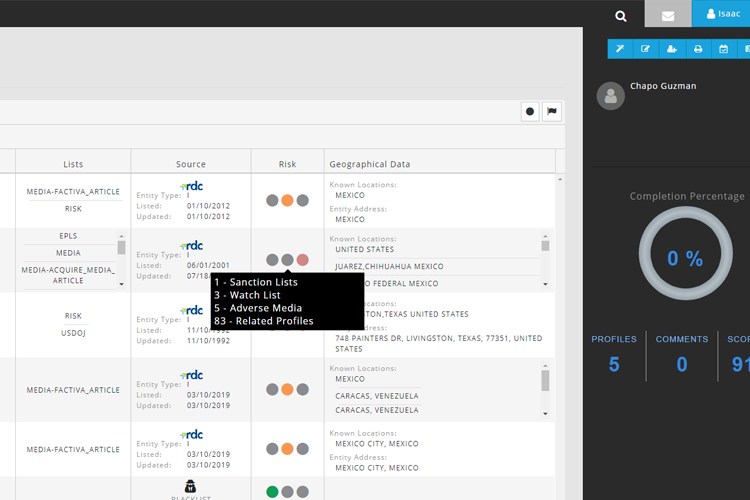 Isaac
Chapo Guzman
Lists Source Risk Geographical Data
MEDIA-FACTIVA_ARTICLE
RISK
rdc
Entity Type: I
Listed: 01/10/2012
Updated: 01/10/2012
Known Locations:
MEXICO
Entity Address:
MEXICO
EPLS
MEDIA
MEDIA-ACQUIRE_MEDIA_
ARTICLE
rdc
Entity Type: I
Listed: 06/01/2001
Updated: 07/18
Known Locations:
UNITED STATES
JUAREZ,CHIHUAHUA MEXICO
O FEDERAL MEXICO
1 - Sanction Lists
3 - Watch List
5 - Adverse Media
83 - Related Profiles
RISK
USDOJ
rdc
Entity Type: I
Listed: 11/10/1992
Updated: 11/10/1992
ocations:
TON,TEXAS UNITED STATES
ddress:
748 PAINTERS DR, LIVINGSTON, TEXAS, 77351, UNITED
STATES
MEDIA-FACTIVA_ARTICLE
rdc
Entity Type: I
Listed: 03/10/2019
Updated: 03/10/2019
Known Locations:
MEXICO
CARACAS, VENEZUELA
CARACAS, VENEZUELA
MEDIA-FACTIVA_ARTICLE
rdc
Entity Type: I
Listed: 03/10/2019
Updated: 03/10/2019
Known Locations:
MEXICO CITY, MEXICO
Entity Address:
MEXICO CITY, MEXICO
BLACKLIST
Completion Percentage
0 %
PROFILES COMMENTS SCO
5 0 91